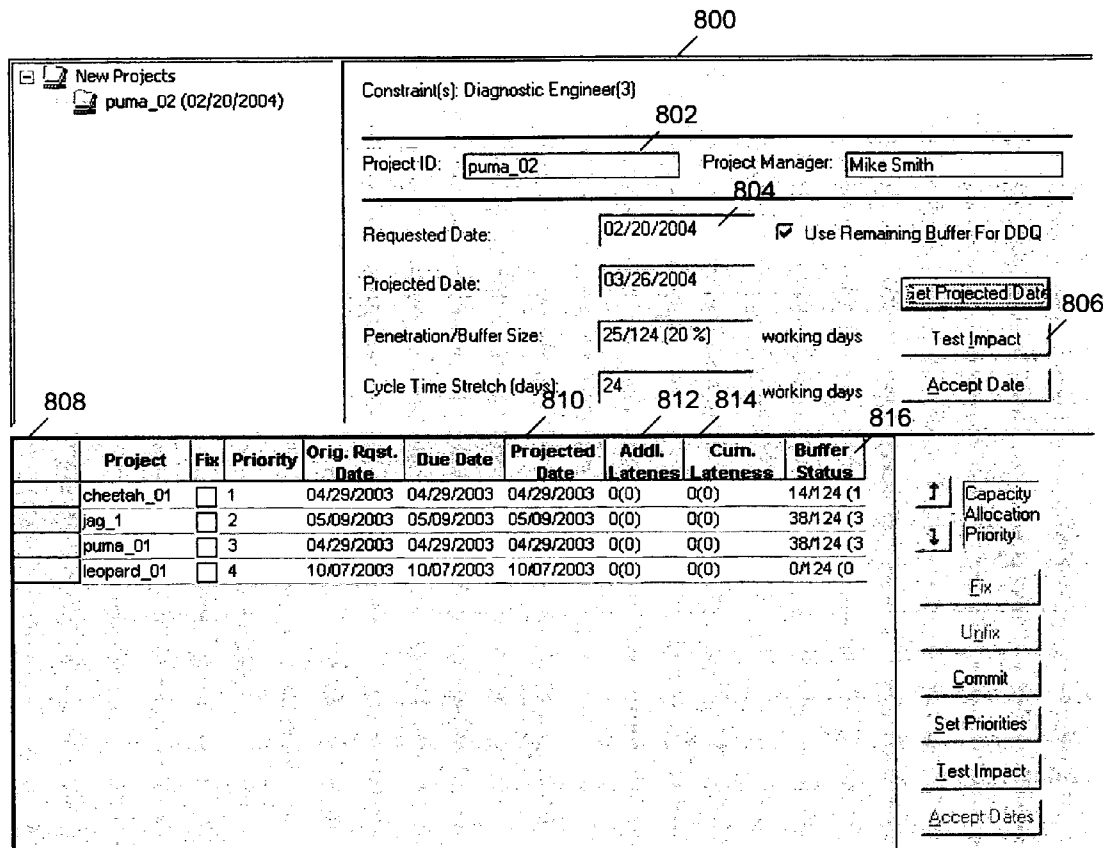 800
New Projects
puma_02 (02/20/2004)
Constraint(s): Diagnostic Engineer(3)
802
Project ID: puma_02 Project Manager: Mike Smith
804
Requested Date: 02/20/2004 Use Remaining Buffer For DDQ
Projected Date: 03/26/2004
Get Projected Date
806
Penetration/Buffer Size: 25/124 (20 %) working days Test Impact
Cycle Time Stretch (days): 24 working days Accept Date
808 810 812 814 816
Project Fix Priority Orig. Rqst. Date Due Date Projected Date Addl. Latenes Cum. Lateness Buffer Status
cheetah_01 1 04/29/2003 04/29/2003 04/29/2003 0(0) 0(0) 14/124 (1
jag_1 2 05/09/2003 05/09/2003 05/09/2003 0(0) 0(0) 38/124 (3
puma_01 3 04/29/2003 04/29/2003 04/29/2003 0(0) 0(0) 38/124 (3
leopard_01 4 10/07/2003 10/07/2003 10/07/2003 0(0) 0(0) 0/124 (0
Capacity
Allocation
Priority
Fix
Unfix
Commit
Set Priorities
Test Impact
Accept Dates